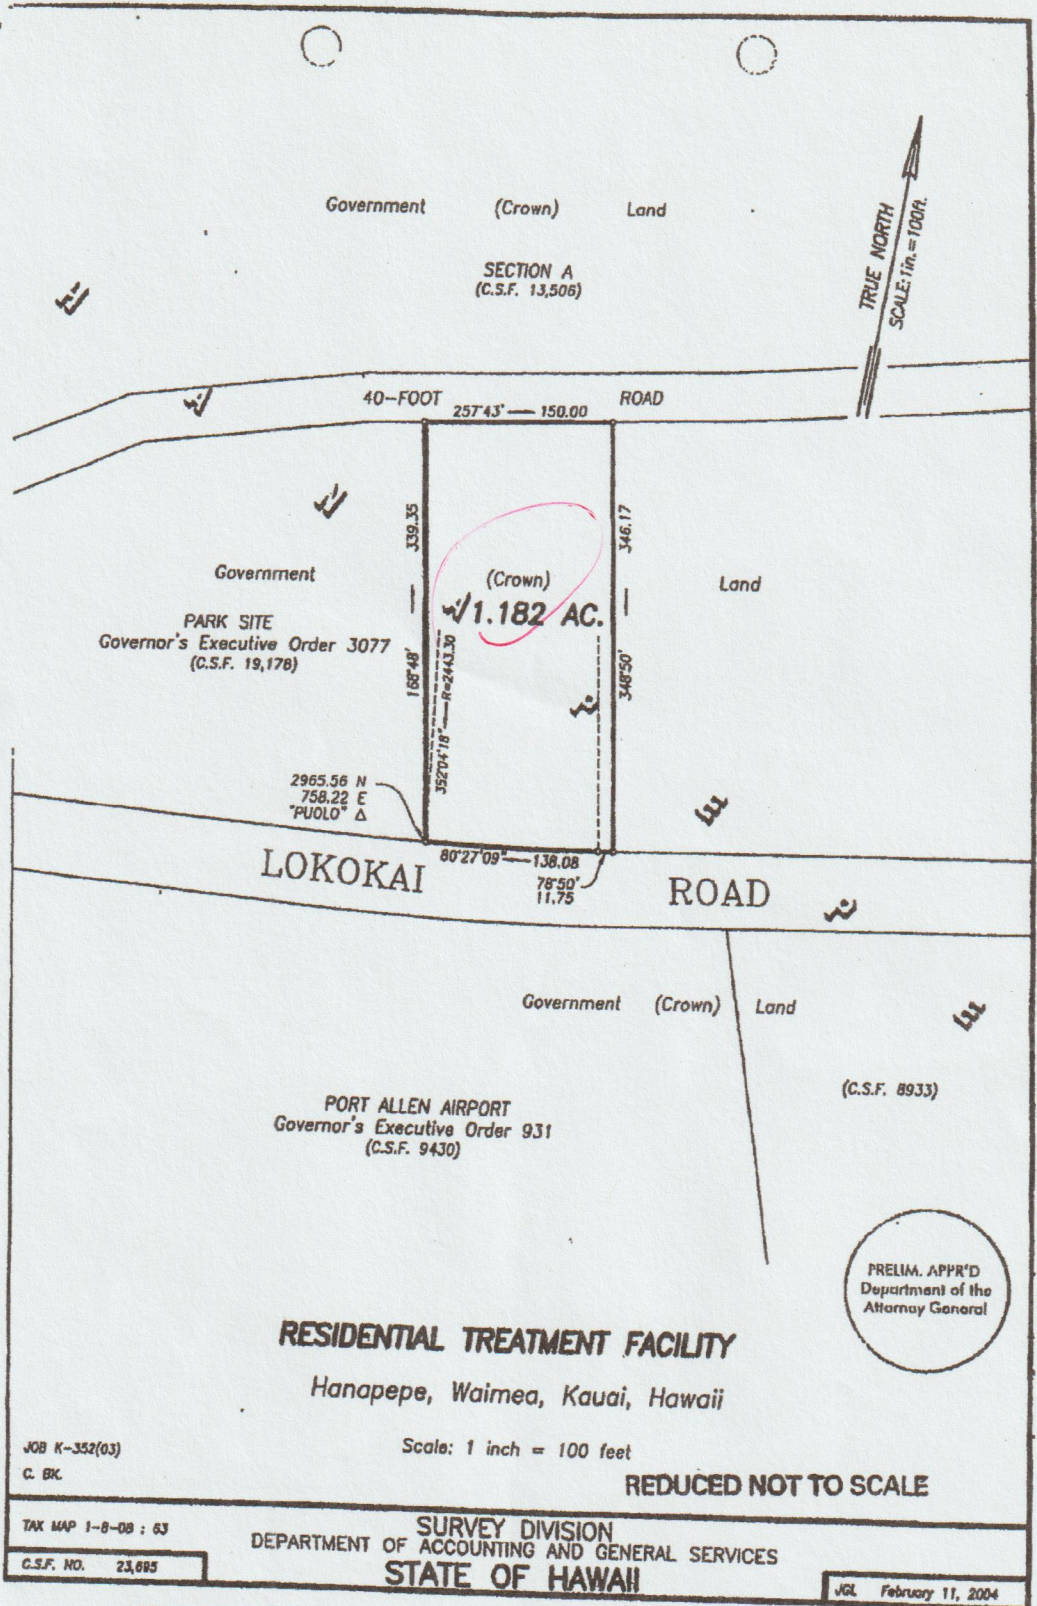 Government (Crown) Land
SECTION A
(C.S.F. 13,506)
TRUE NORTH
SCALE: 1in.=100ft.
40-FOOT ROAD
257°43' — 150.00
339.35 — 168°48'
346.17 — 348°50'
Government (Crown) Land
1.182 AC.
PARK SITE
Governor's Executive Order 3077
(C.S.F. 19,178)
352°04'18" — R=2443.30
2965.56 N
758.22 E
"PUOLO" Δ
80°27'09" — 138.08
78°50'
11.75
LOKOKAI ROAD
Government (Crown) Land
(C.S.F. 8933)
PORT ALLEN AIRPORT
Governor's Executive Order 931
(C.S.F. 9430)
PRELIM. APPR'D
Department of the
Attorney General
RESIDENTIAL TREATMENT FACILITY
Hanapepe, Waimea, Kauai, Hawaii
JOB K-352(03)
C. BK.
Scale: 1 inch = 100 feet
REDUCED NOT TO SCALE
TAX MAP 1-8-08 : 63
C.S.F. NO. 23,695
SURVEY DIVISION
DEPARTMENT OF ACCOUNTING AND GENERAL SERVICES
STATE OF HAWAII
JGL February 11, 2004